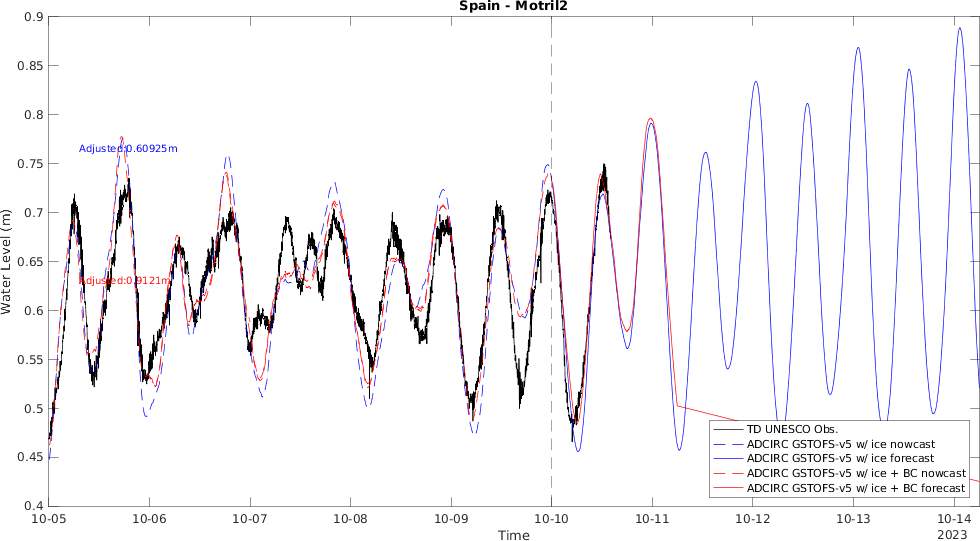 Spain - Motril2
0.9
0.85
0.8
0.75
0.7
0.65
0.6
0.55
0.5
0.45
0.4
Water Level (m)
Adjusted:0.60925m
Adjusted:0.9121m
TD UNESCO Obs.
ADCIRC GSTOFS-v5 w/ ice nowcast
ADCIRC GSTOFS-v5 w/ ice forecast
ADCIRC GSTOFS-v5 w/ ice + BC nowcast
ADCIRC GSTOFS-v5 w/ ice + BC forecast
10-05 10-06 10-07 10-08 10-09 10-10 10-11 10-12 10-13 10-14
2023
Time